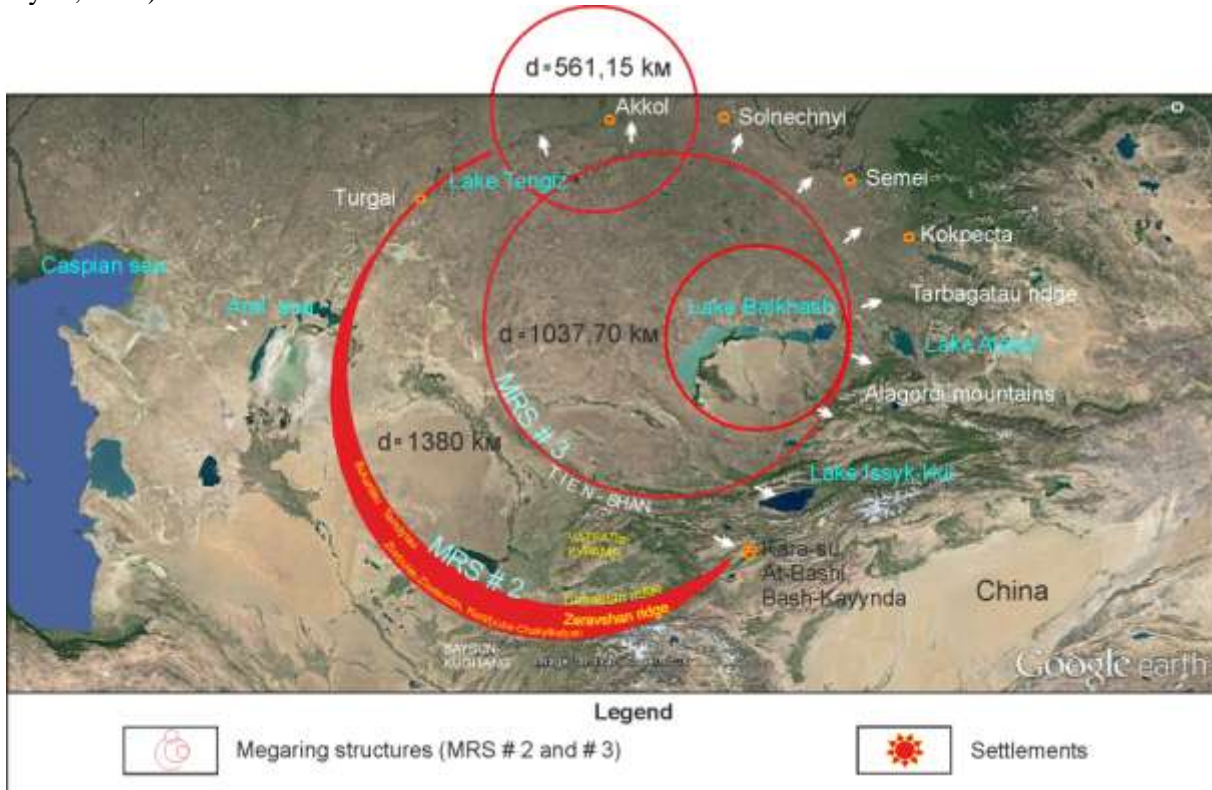 d=561,15 км
Akkol
Solnechnyi
Lake Tengiz
Turgai
Semei
Kokpecta
Caspian sea
Aral sea
Tarbagatau ridge
Lake Balkhash
Lake Alakol
d=1037,70 км
Alagordi mountains
MRS # 3
d= 1380 км
Lake Issyk-Kul
TIEN-SHAN
MRS # 2
Kara-su
At-Bashi
Bash-Kayynda
China
Zeravshan ridge
BAYSUN-
KUGITANG
Google earth
Legend
Megaring structures (MRS # 2 and # 3)
Settlements